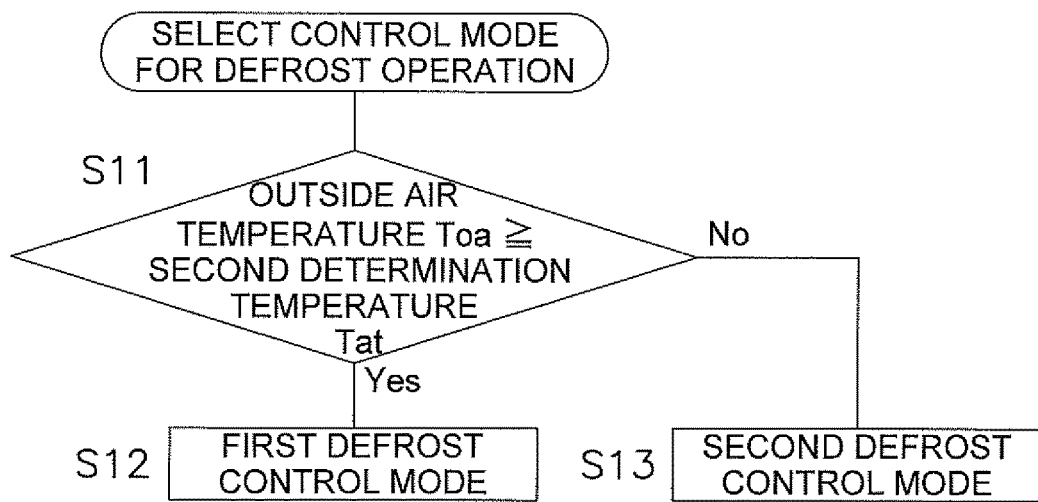 SELECT CONTROL MODE
FOR DEFROST OPERATION
S11
OUTSIDE AIR
TEMPERATURE Toa ≧
SECOND DETERMINATION
TEMPERATURE
Tat
No
Yes
S12
FIRST DEFROST
CONTROL MODE
S13
SECOND DEFROST
CONTROL MODE